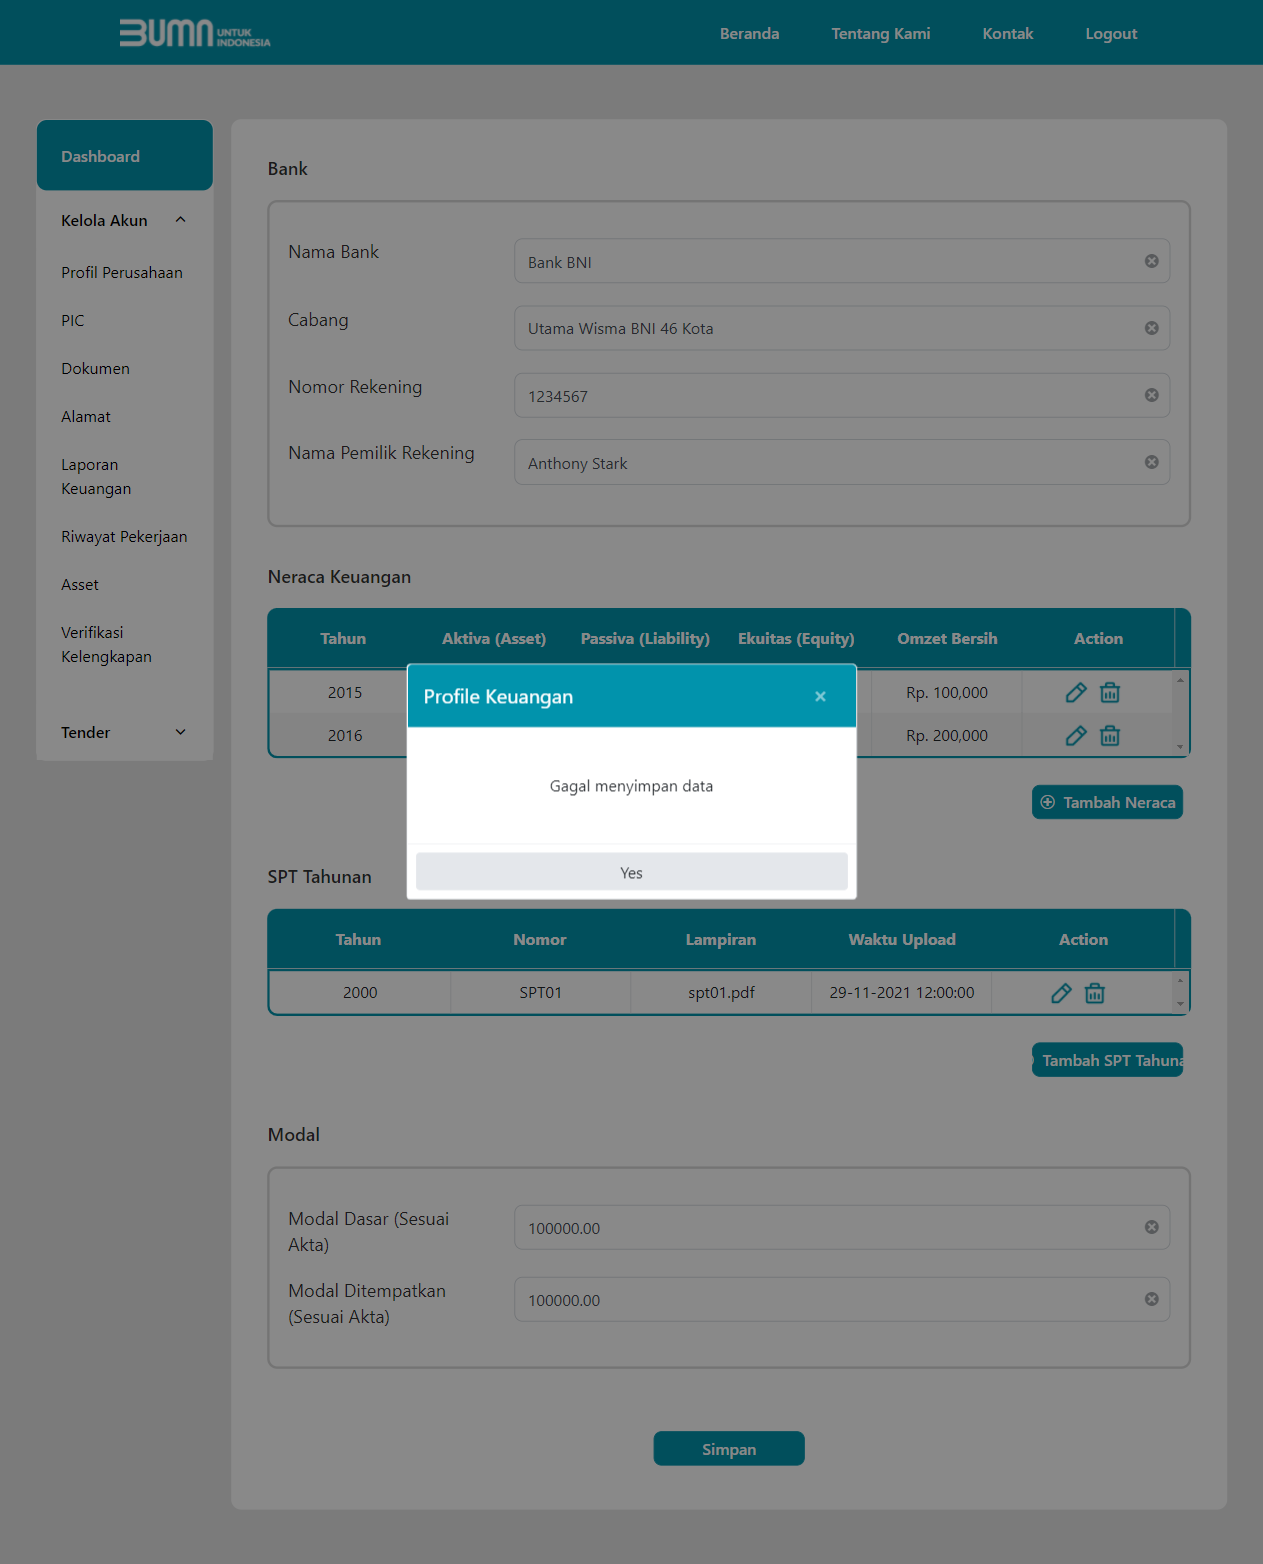 BUMN UNTUK INDONESIA
Beranda Tentang Kami Kontak Logout
Dashboard
Kelola Akun
Profil Perusahaan
PIC
Dokumen
Alamat
Laporan
Keuangan
Riwayat Pekerjaan
Asset
Verifikasi
Kelengkapan
Tender
Bank
Nama Bank Bank BNI
Cabang Utama Wisma BNI 46 Kota
Nomor Rekening 1234567
Nama Pemilik Rekening Anthony Stark
Neraca Keuangan
Tahun Aktiva (Asset) Passiva (Liability) Ekuitas (Equity) Omzet Bersih Action
2015 Rp. 100,000
2016 Rp. 200,000
Profile Keuangan ×
Gagal menyimpan data
Yes
Tambah Neraca
SPT Tahunan
Tahun Nomor Lampiran Waktu Upload Action
2000 SPT01 spt01.pdf 29-11-2021 12:00:00
Tambah SPT Tahuna
Modal
Modal Dasar (Sesuai
Akta) 100000.00
Modal Ditempatkan
(Sesuai Akta) 100000.00
Simpan